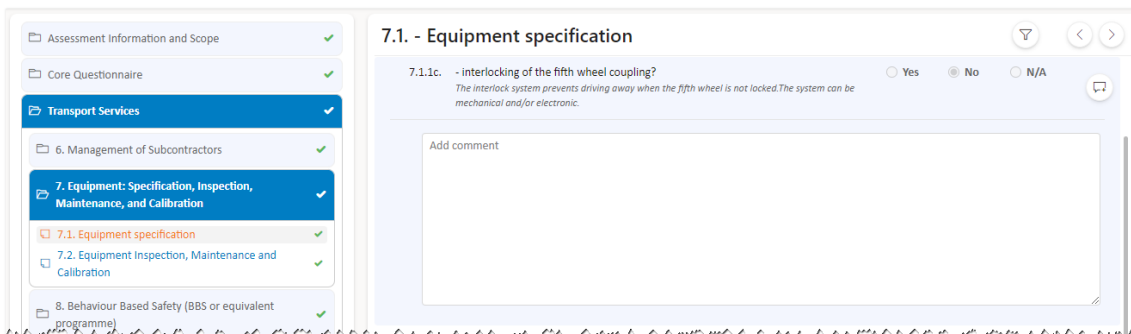 Assessment Information and Scope
Core Questionnaire
Transport Services
6. Management of Subcontractors
7. Equipment: Specification, Inspection,
Maintenance, and Calibration
7.1. Equipment specification
7.2. Equipment Inspection, Maintenance and
Calibration
8. Behaviour Based Safety (BBS or equivalent
programme)
7.1. - Equipment specification
7.1.1c. - interlocking of the fifth wheel coupling? Yes No N/A
The interlock system prevents driving away when the fifth wheel is not locked.The system can be
mechanical and/or electronic.
Add comment